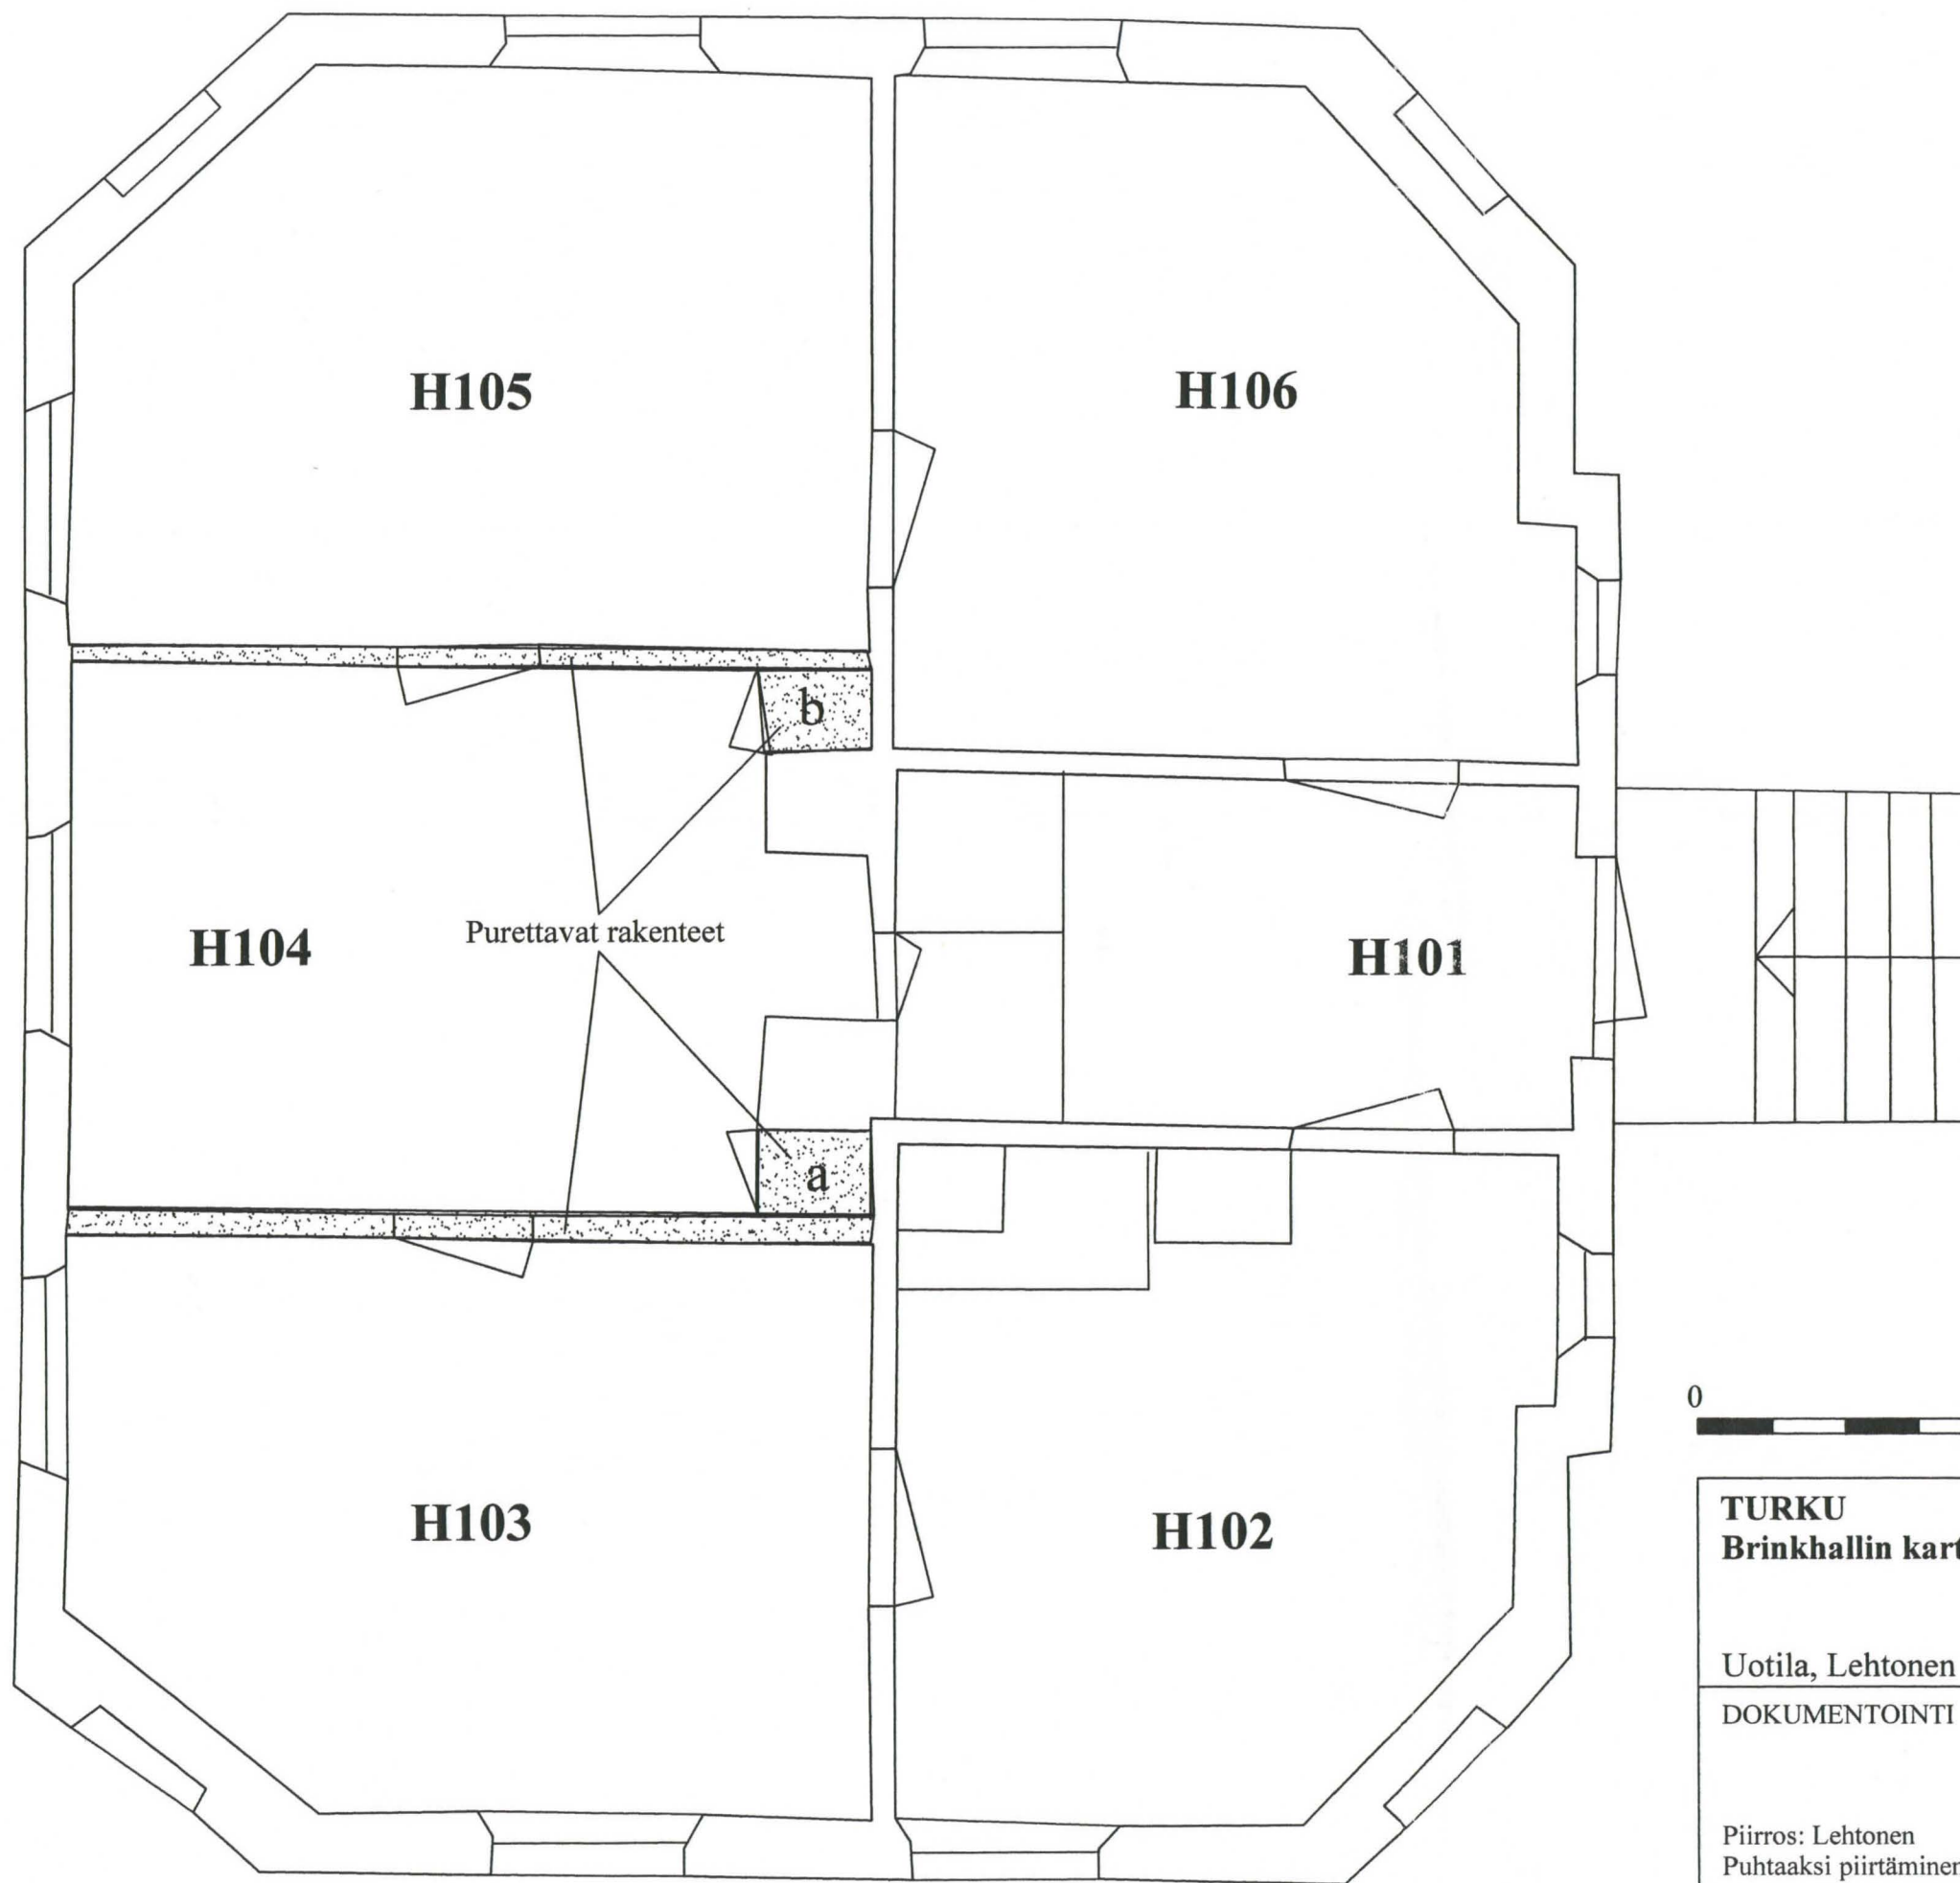 H105
H106
b
H104
Purettavat rakenteet
H101
a
0
H103
H102
TURKU
Brinkhallin kart
Uotila, Lehtonen
DOKUMENTOINTI
Piirros: Lehtonen
Puhtaaksi piirtäminen